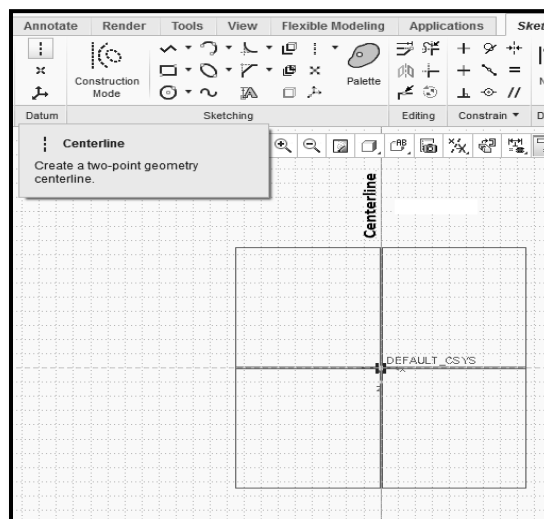 Annotate Render Tools View Flexible Modeling Applications Ske
Construction
Mode
Palette
Datum Sketching Editing Constrain
Centerline
Create a two-point geometry
centerline.
Centerline
DEFAULT_CSYS